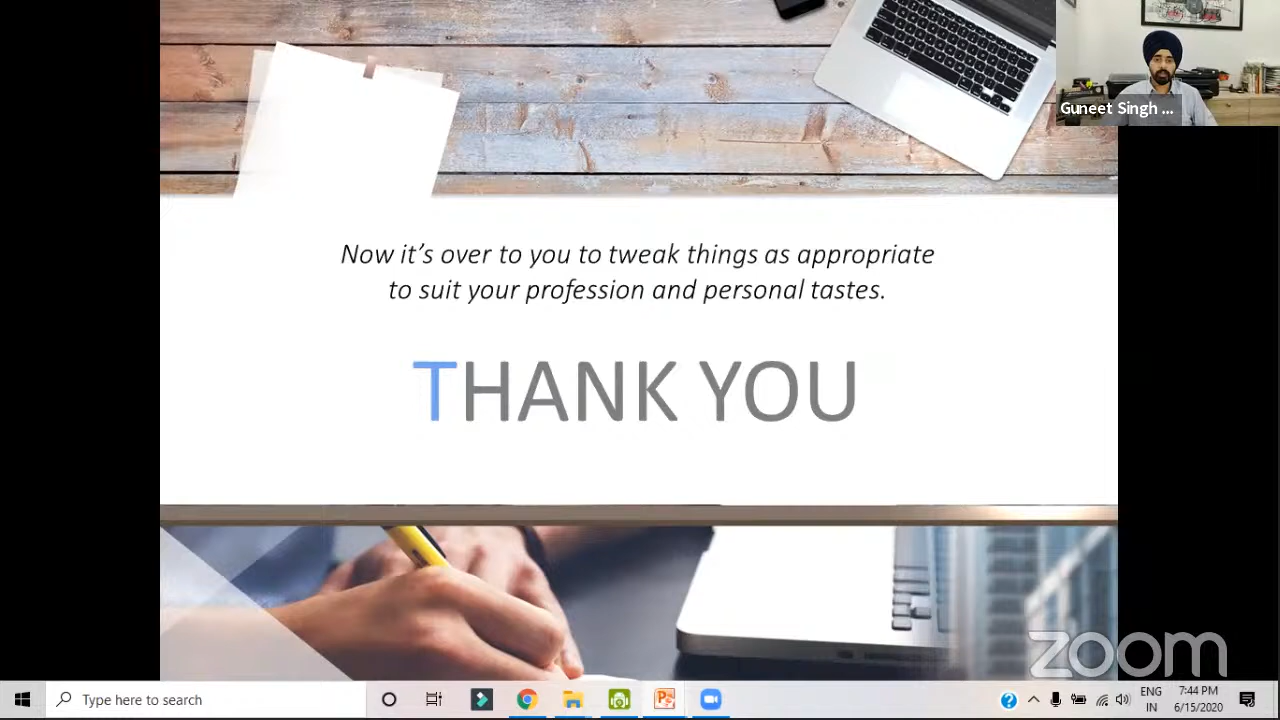 Guneet Singh ...
Now it's over to you to tweak things as appropriate
to suit your profession and personal tastes.
THANK YOU
zoom
Type here to search
ENG
IN
7:44 PM
6/15/2020